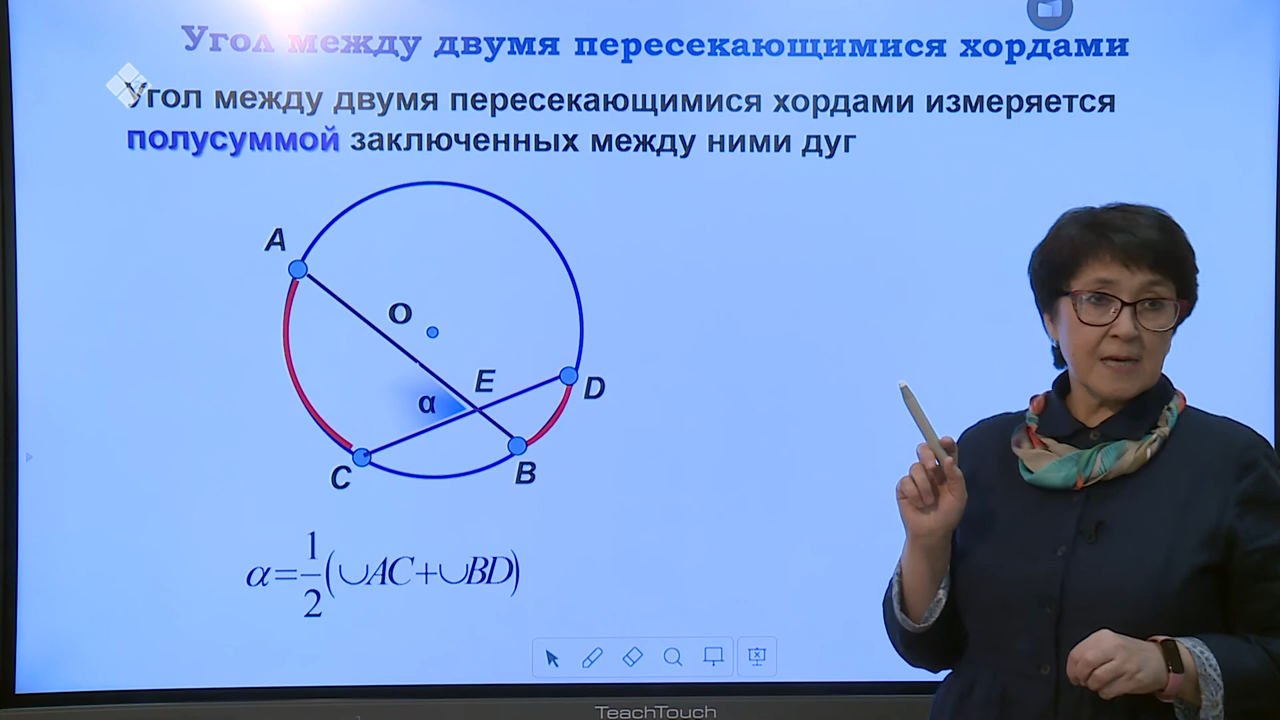 Угол между двумя пересекающимися хордами
Угол между двумя пересекающимися хордами измеряется
полусуммой заключенных между ними дуг
A
O
E
D
α
C
B
α=1/2(∪AC+∪BD)
TeachTouch